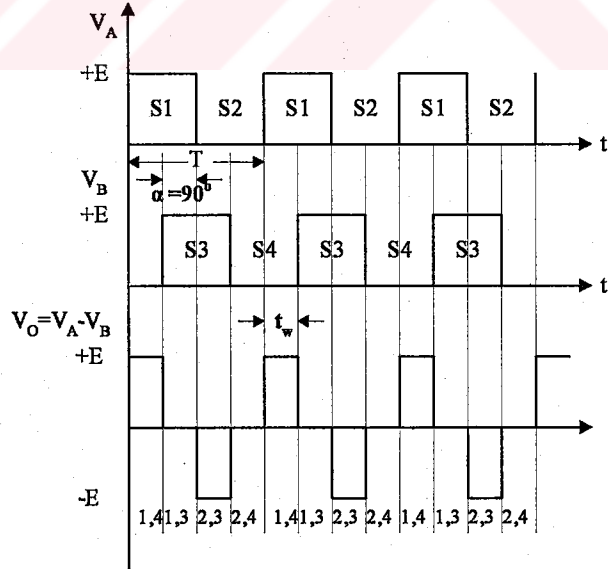 V_A
+E
S1 S2 S1 S2 S1 S2
t
T
V_B
α=90⁰
+E
S3 S4 S3 S4 S3
t
V_O=V_A-V_B
t_w
+E
-E
1,4 1,3 2,3 2,4 1,4 1,3 2,3 2,4 1,4 1,3 2,3 2,4